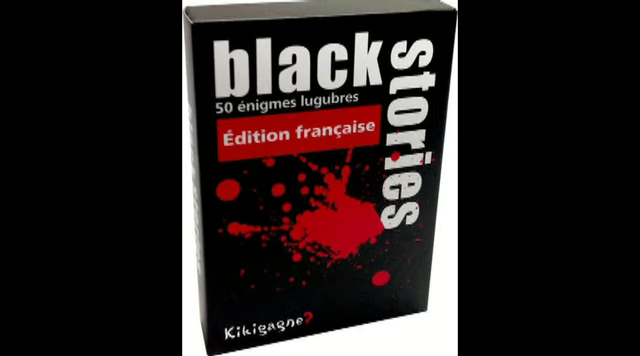 black
stories
50 énigmes lugubres
Édition française
Kikigagne?